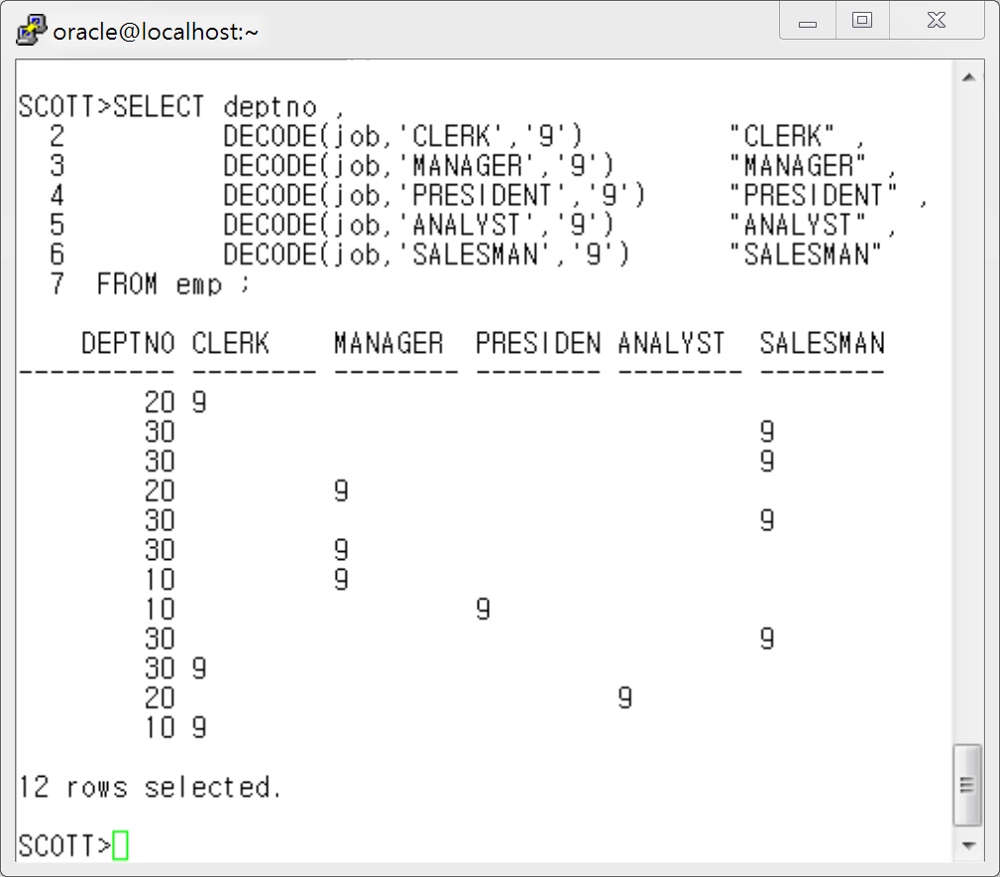 oracle@localhost:~
SCOTT>SELECT deptno ,
  2          DECODE(job,'CLERK','9')         "CLERK" ,
  3          DECODE(job,'MANAGER','9')       "MANAGER" ,
  4          DECODE(job,'PRESIDENT','9')     "PRESIDENT" ,
  5          DECODE(job,'ANALYST','9')       "ANALYST" ,
  6          DECODE(job,'SALESMAN','9')      "SALESMAN"
  7  FROM emp ;
    DEPTNO CLERK    MANAGER  PRESIDEN ANALYST  SALESMAN
---------- -------- -------- -------- -------- --------
        20 9
        30                                     9
        30                                     9
        20          9
        30                                     9
        30          9
        10          9
        10                   9
        30                                     9
        30 9
        20                            9
        10 9
12 rows selected.
SCOTT>